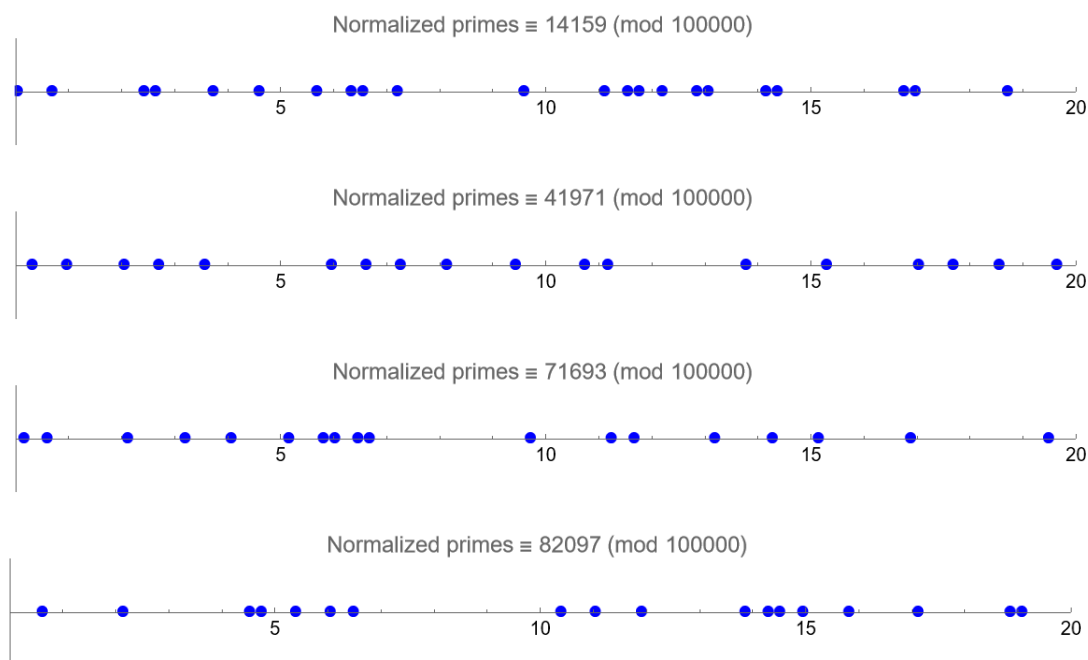 Normalized primes ≡ 14159 (mod 100000)
5 10 15 20
Normalized primes ≡ 41971 (mod 100000)
5 10 15 20
Normalized primes ≡ 71693 (mod 100000)
5 10 15 20
Normalized primes ≡ 82097 (mod 100000)
5 10 15 20